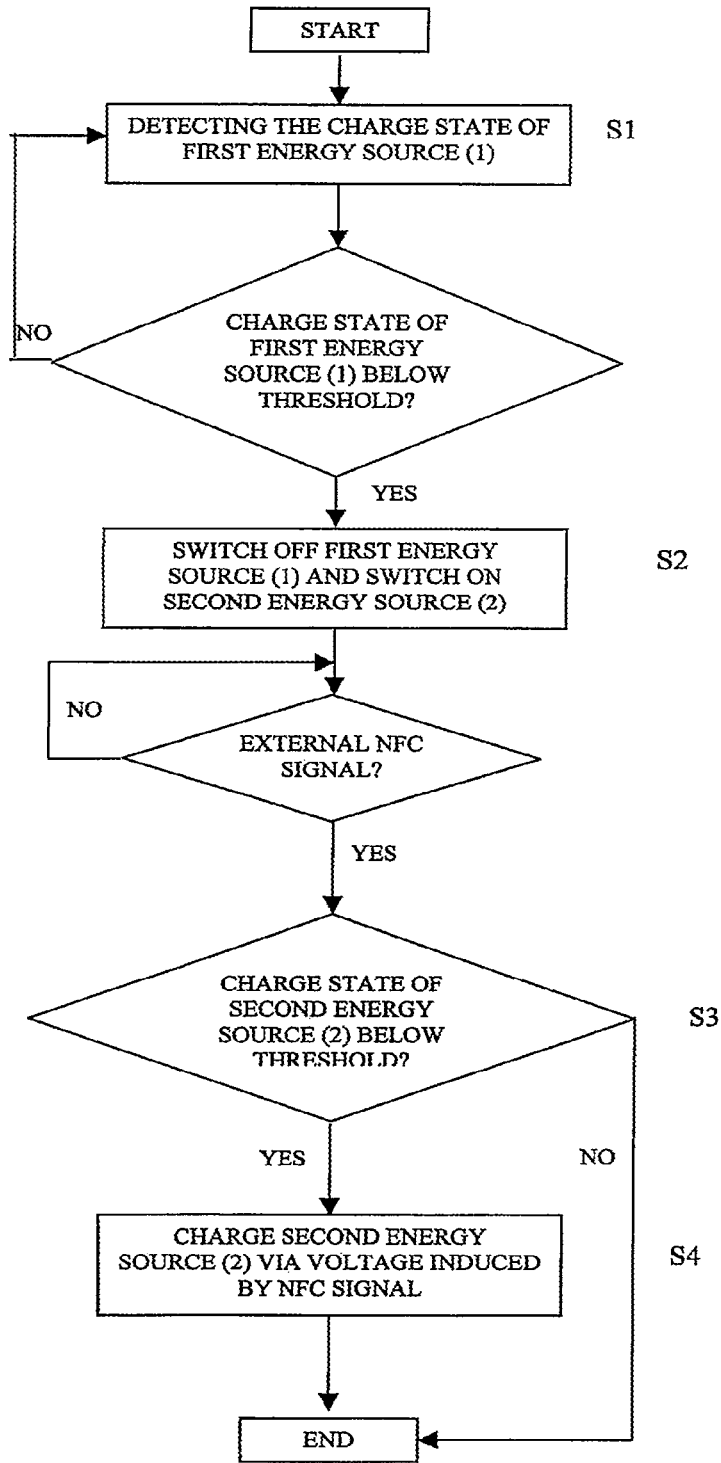 START
DETECTING THE CHARGE STATE OF
FIRST ENERGY SOURCE (1)
S1
CHARGE STATE OF
FIRST ENERGY
SOURCE (1) BELOW
THRESHOLD?
NO
YES
SWITCH OFF FIRST ENERGY
SOURCE (1) AND SWITCH ON
SECOND ENERGY SOURCE (2)
S2
NO
EXTERNAL NFC
SIGNAL?
YES
CHARGE STATE OF
SECOND ENERGY
SOURCE (2) BELOW
THRESHOLD?
S3
YES
NO
CHARGE SECOND ENERGY
SOURCE (2) VIA VOLTAGE INDUCED
BY NFC SIGNAL
S4
END